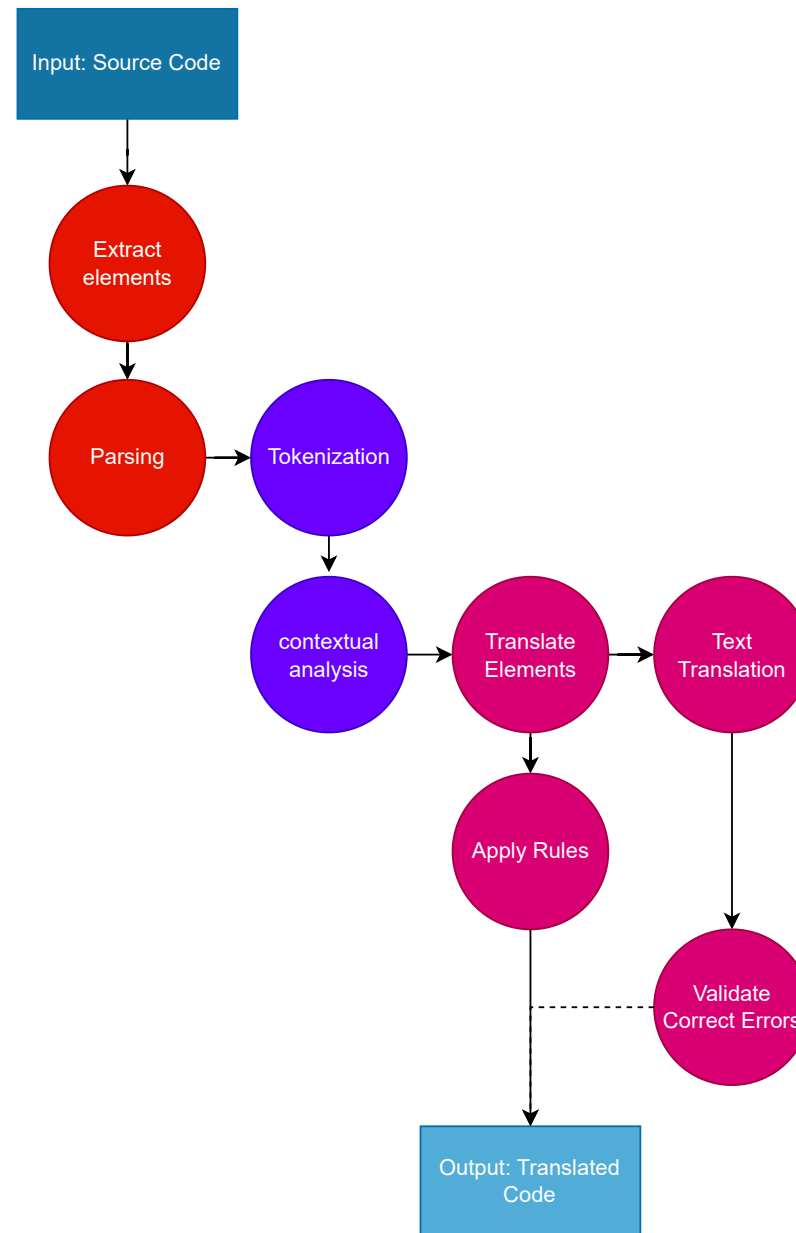 Input: Source Code
Extract
elements
Parsing
Tokenization
contextual
analysis
Translate
Elements
Text
Translation
Apply Rules
Validate
Correct Errors
Output: Translated
Code